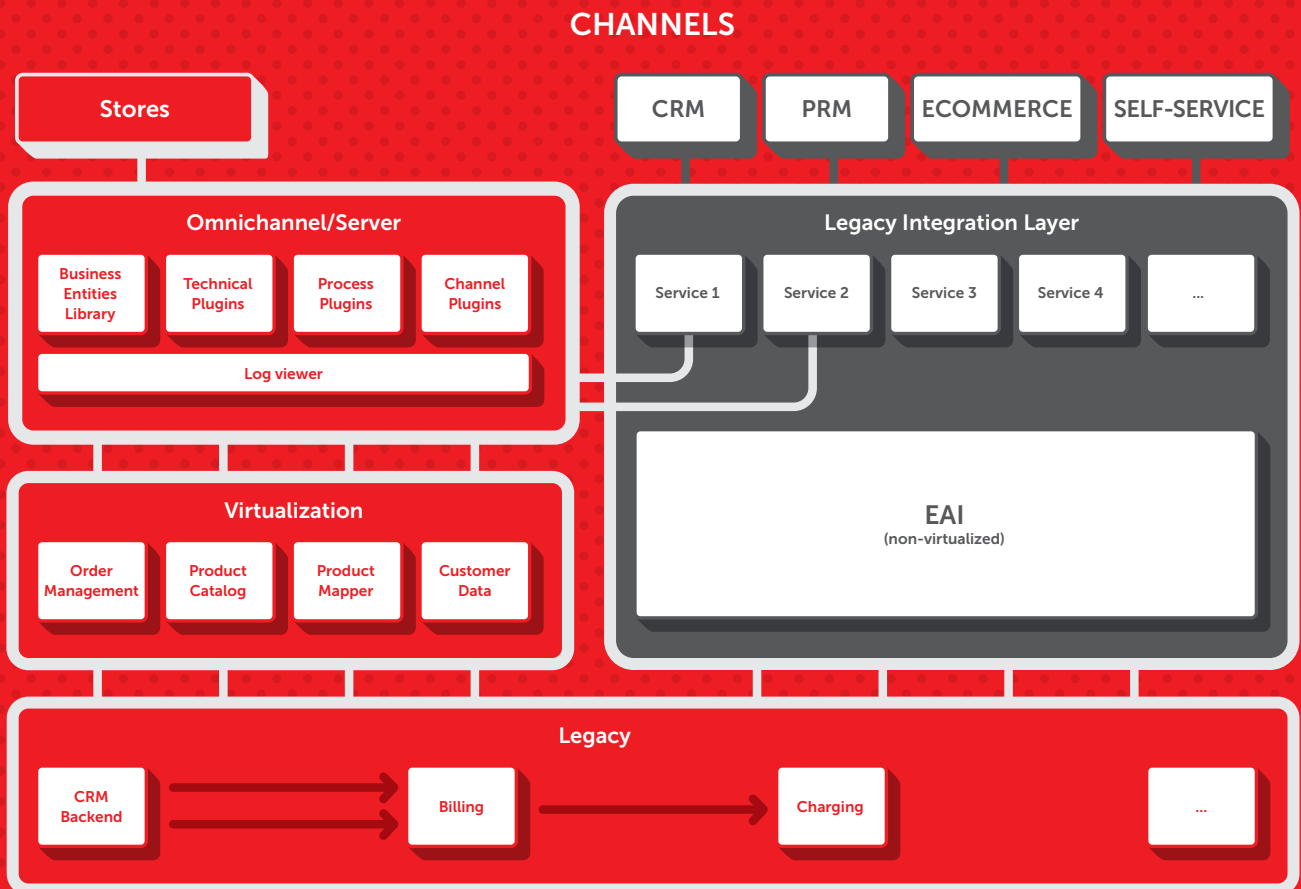 CHANNELS
Stores
CRM
PRM
ECOMMERCE
SELF-SERVICE
Omnichannel/Server
Business
Entities
Library
Technical
Plugins
Process
Plugins
Channel
Plugins
Log viewer
Legacy Integration Layer
Service 1
Service 2
Service 3
Service 4
...
EAI
(non-virtualized)
Virtualization
Order
Management
Product
Catalog
Product
Mapper
Customer
Data
Legacy
CRM
Backend
Billing
Charging
...